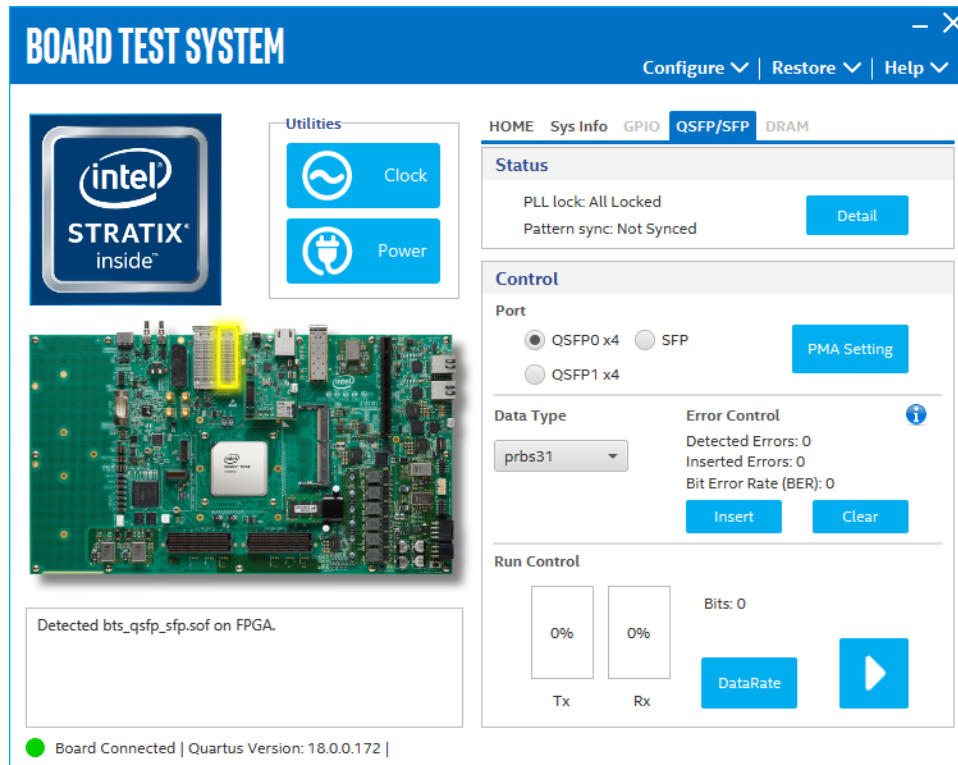 BOARD TEST SYSTEM
Configure | Restore | Help
intel
STRATIX
inside™
Utilities
Clock
Power
HOME Sys Info GPIO QSFP/SFP DRAM
Status
PLL lock: All Locked
Pattern sync: Not Synced
Detail
Control
Port
QSFP0 x4 SFP
QSFP1 x4
PMA Setting
Data Type
prbs31
Error Control
Detected Errors: 0
Inserted Errors: 0
Bit Error Rate (BER): 0
Insert Clear
Run Control
0% 0%
Tx Rx
Bits: 0
DataRate
Detected bts_qsfp_sfp.sof on FPGA.
Board Connected | Quartus Version: 18.0.0.172 |